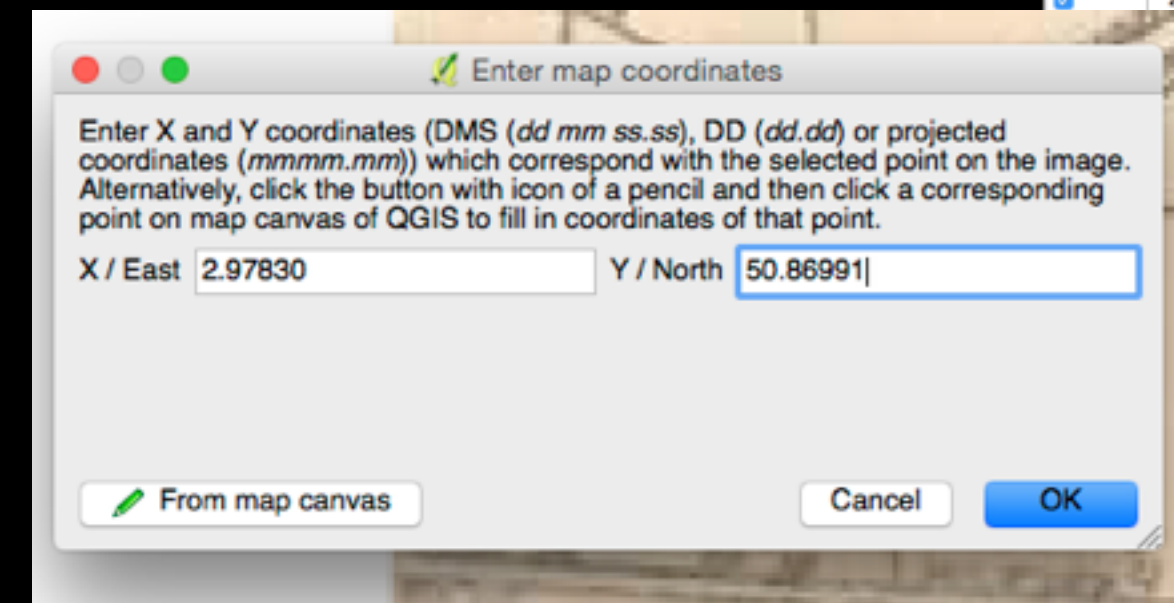 Enter map coordinates
Enter X and Y coordinates (DMS (dd mm ss.ss), DD (dd.dd) or projected
coordinates (mmmm.mm)) which correspond with the selected point on the image.
Alternatively, click the button with icon of a pencil and then click a corresponding
point on map canvas of QGIS to fill in coordinates of that point.
X / East 2.97830 Y / North 50.86991
From map canvas Cancel OK